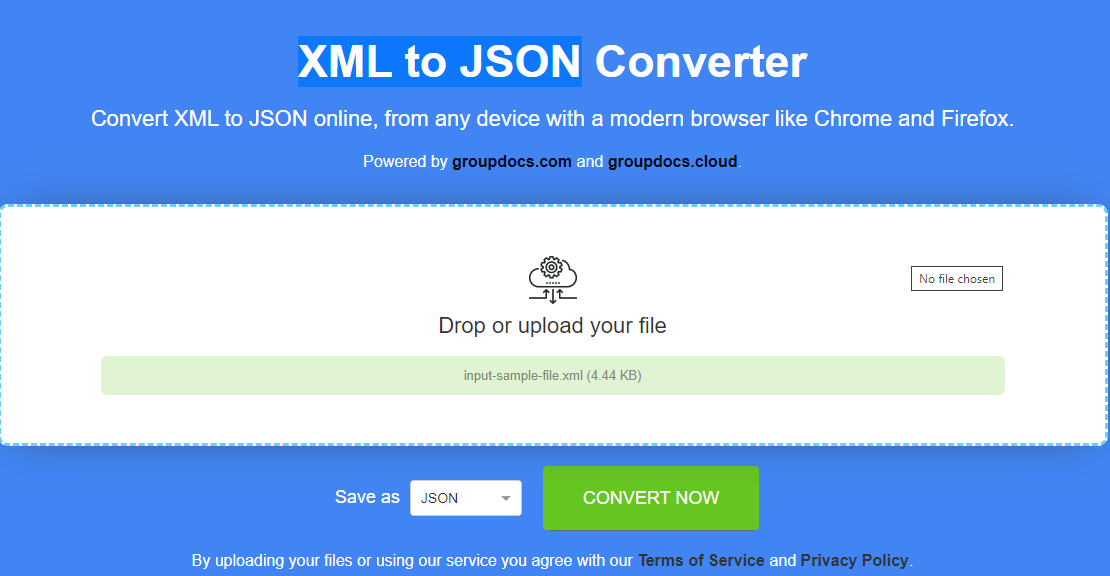 XML to JSON Converter
Convert XML to JSON online, from any device with a modern browser like Chrome and Firefox.
Powered by groupdocs.com and groupdocs.cloud.
No file chosen
Drop or upload your file
input-sample-file.xml (4.44 KB)
Save as JSON CONVERT NOW
By uploading your files or using our service you agree with our Terms of Service and Privacy Policy.